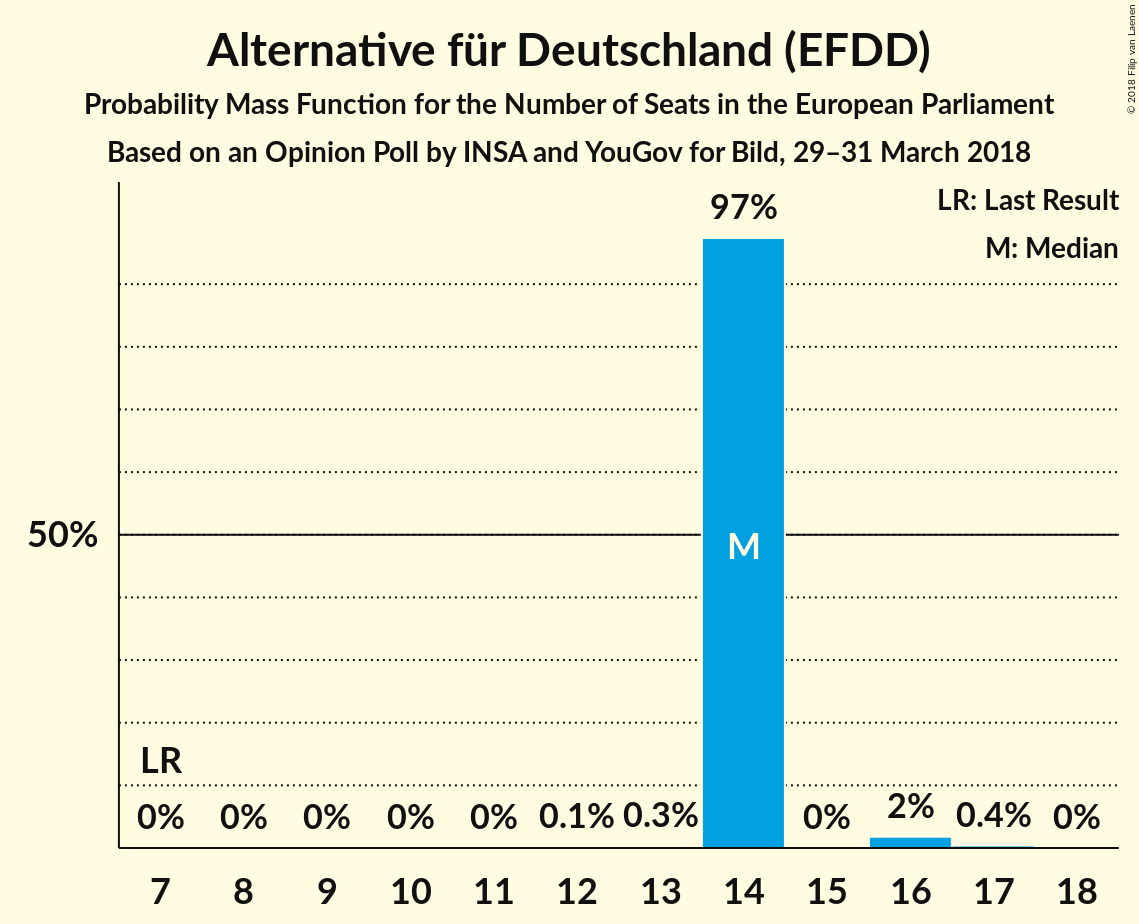 Alternative für Deutschland (EFDD)
Probability Mass Function for the Number of Seats in the European Parliament
Based on an Opinion Poll by INSA and YouGov for Bild, 29–31 March 2018
© 2018 Filip van Laenen
LR: Last Result
M: Median
97%
50%
M
LR
0% 0% 0% 0% 0% 0.1% 0.3% 0% 2% 0.4% 0%
7 8 9 10 11 12 13 14 15 16 17 18